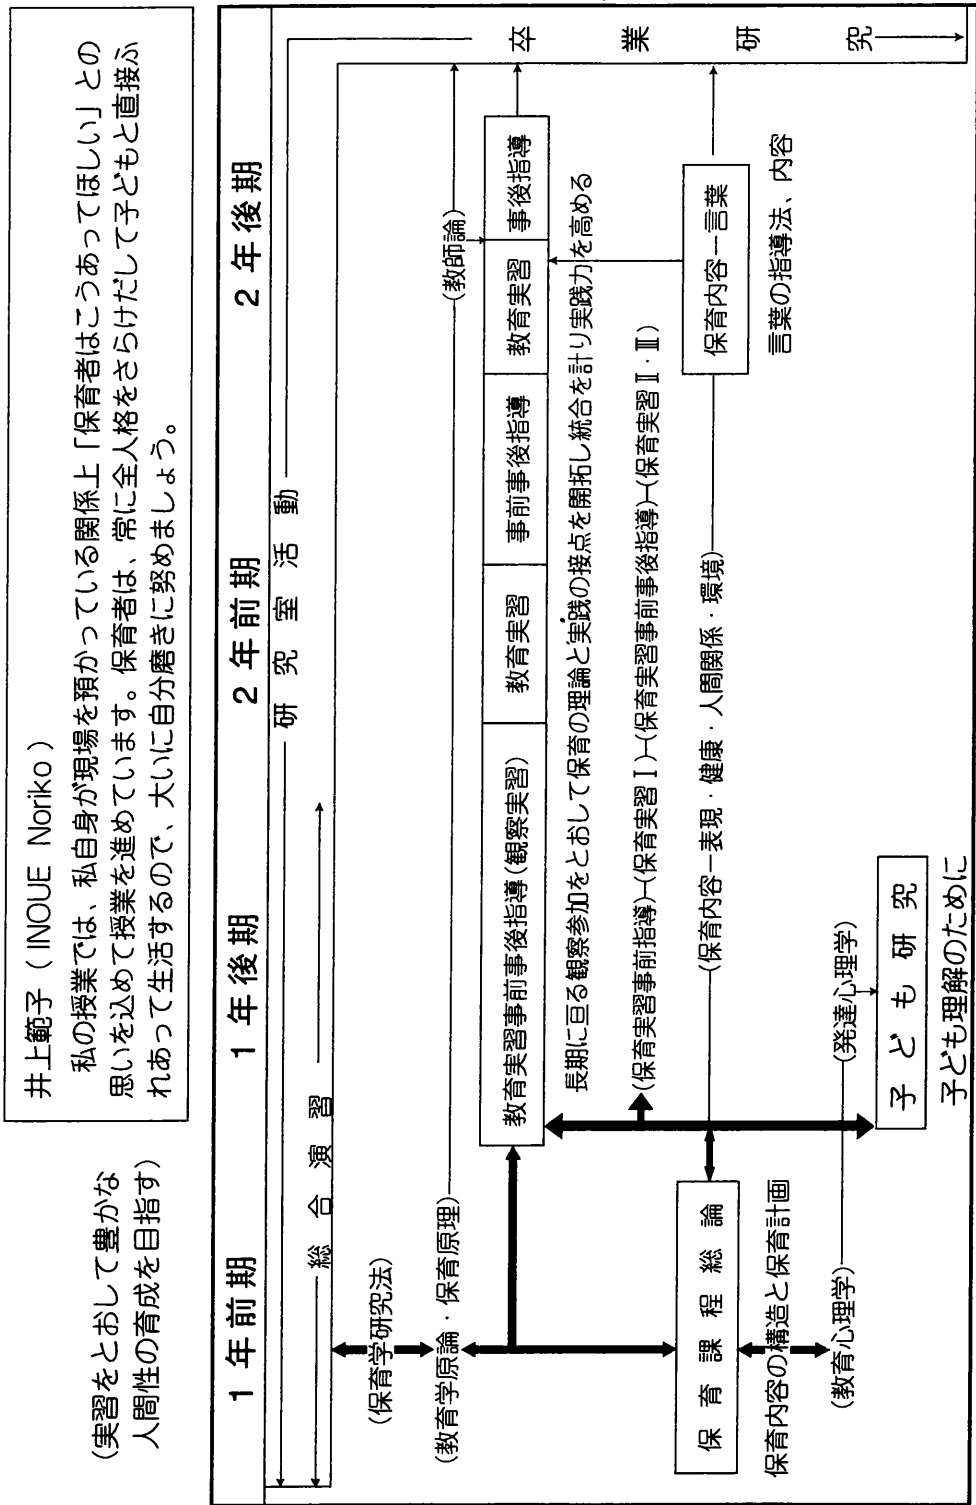 (実習をとおして豊かな
人間性の育成を目指す)
井上範子 ( INOUE Noriko )
私の授業では、私自身が現場を預かっている関係上「保育者はこうあってほしい」との
思いを込めて授業を進めています。保育者は、常に全人格をさらけだして子どもと直接ふ
れあって生活するので、大いに自分磨きに努めましょう。
1年前期
1年後期
2年前期
2年後期
研究室活動
総合演習
卒業研究
(保育学研究法)
(教育学原論・保育原理)
(教師論)
教育実習事前事後指導(観察実習)
教育実習
事前事後指導
教育実習
事後指導
長期に亘る観察参加をとおして保育の理論と実践の接点を開拓し統合を計り実践力を高める
(保育実習事前指導)-(保育実習Ⅰ)-(保育実習事前事後指導)-(保育実習Ⅱ・Ⅲ)
保育課程総論
(保育内容ー表現・健康・人間関係・環境)
保育内容ー言葉
保育内容の構造と保育計画
言葉の指導法、内容
(教育心理学)
(発達心理学)
子ども研究
子ども理解のために